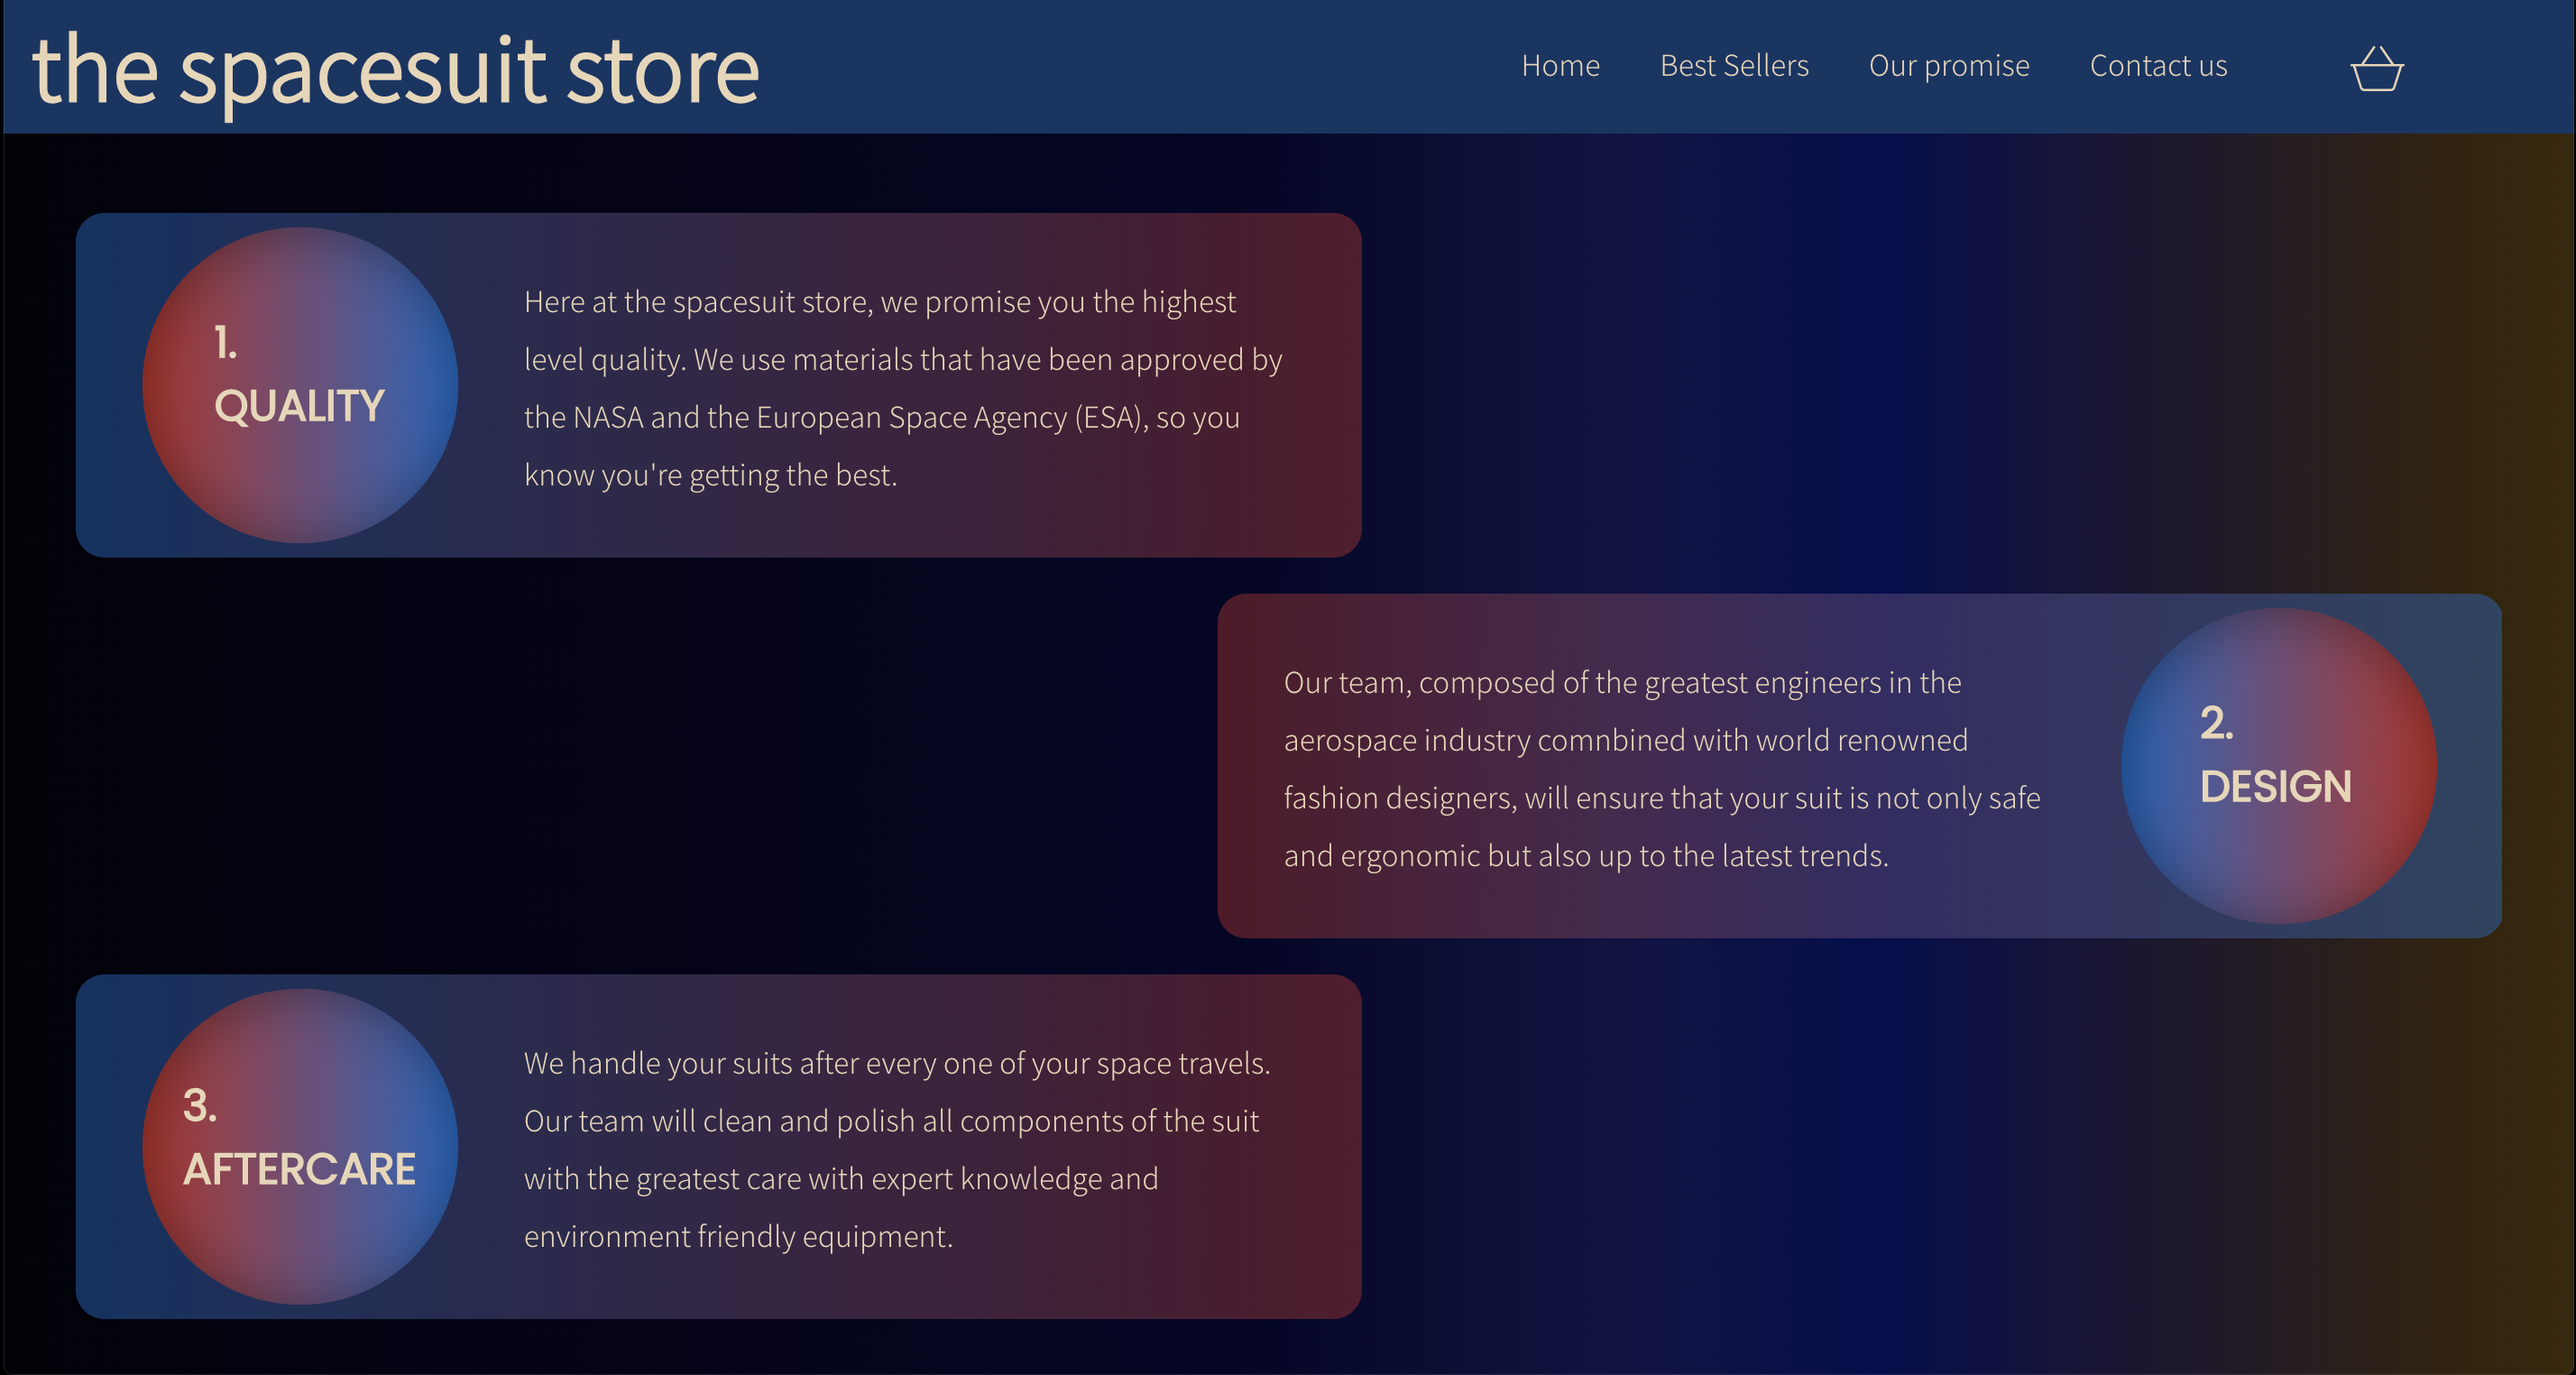 the spacesuit store
Home Best Sellers Our promise Contact us
1.
QUALITY
Here at the spacesuit store, we promise you the highest
level quality. We use materials that have been approved by
the NASA and the European Space Agency (ESA), so you
know you're getting the best.
Our team, composed of the greatest engineers in the
aerospace industry comnbined with world renowned
fashion designers, will ensure that your suit is not only safe
and ergonomic but also up to the latest trends.
2.
DESIGN
3.
AFTERCARE
We handle your suits after every one of your space travels.
Our team will clean and polish all components of the suit
with the greatest care with expert knowledge and
environment friendly equipment.